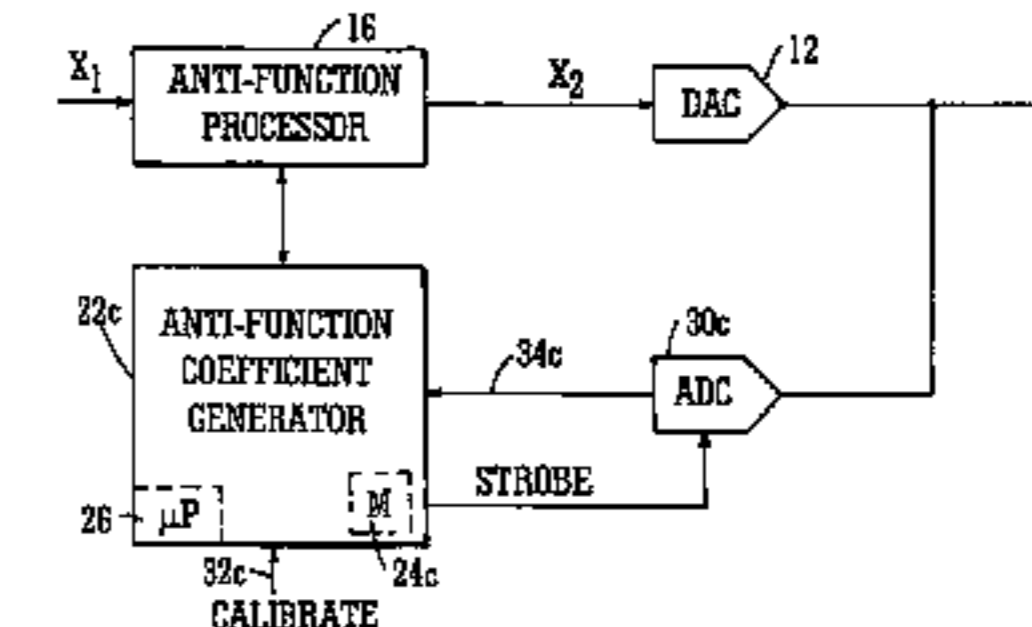 16
X1
ANTI-FUNCTION
PROCESSOR
X2
12
DAC
22c
ANTI-FUNCTION
COEFFICIENT
GENERATOR
34c
30c
ADC
STROBE
26
μP
M
32c
24c
CALIBRATE